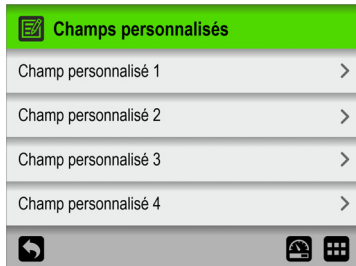 Champs personnalisés
Champ personnalisé 1
Champ personnalisé 2
Champ personnalisé 3
Champ personnalisé 4